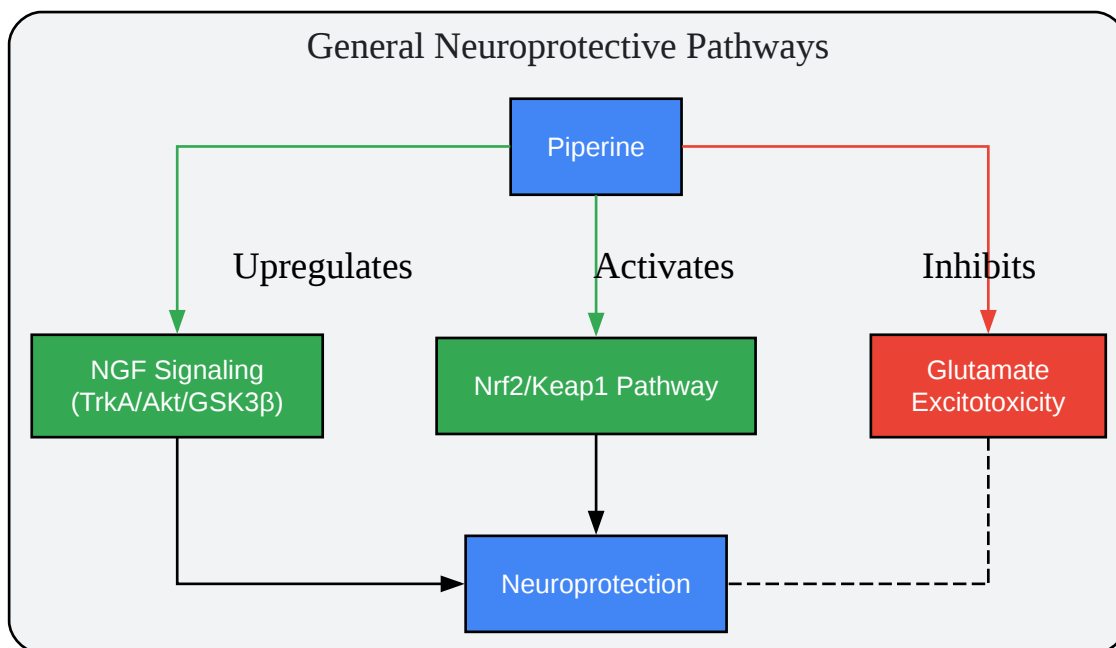 General Neuroprotective Pathways
Piperine
Upregulates
Activates
Inhibits
NGF Signaling
(TrkA/Akt/GSK3β)
Nrf2/Keap1 Pathway
Glutamate
Excitotoxicity
Neuroprotection